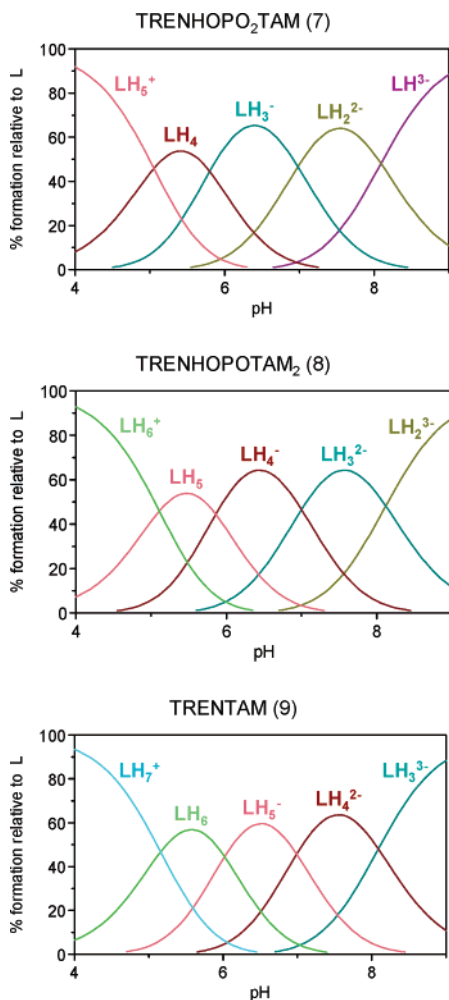 TRENHOPO₂TAM (7)
% formation relative to L
100
80
60
40
20
0
LH₅⁺
LH₄
LH₃⁻
LH₂²⁻
LH³⁻
4 6 8
pH
TRENHOPOTAM₂ (8)
% formation relative to L
100
80
60
40
20
0
LH₆⁺
LH₅
LH₄⁻
LH₃²⁻
LH₂³⁻
4 6 8
pH
TRENTAM (9)
% formation relative to L
100
80
60
40
20
0
LH₇⁺
LH₆
LH₅⁻
LH₄²⁻
LH₃³⁻
4 6 8
pH